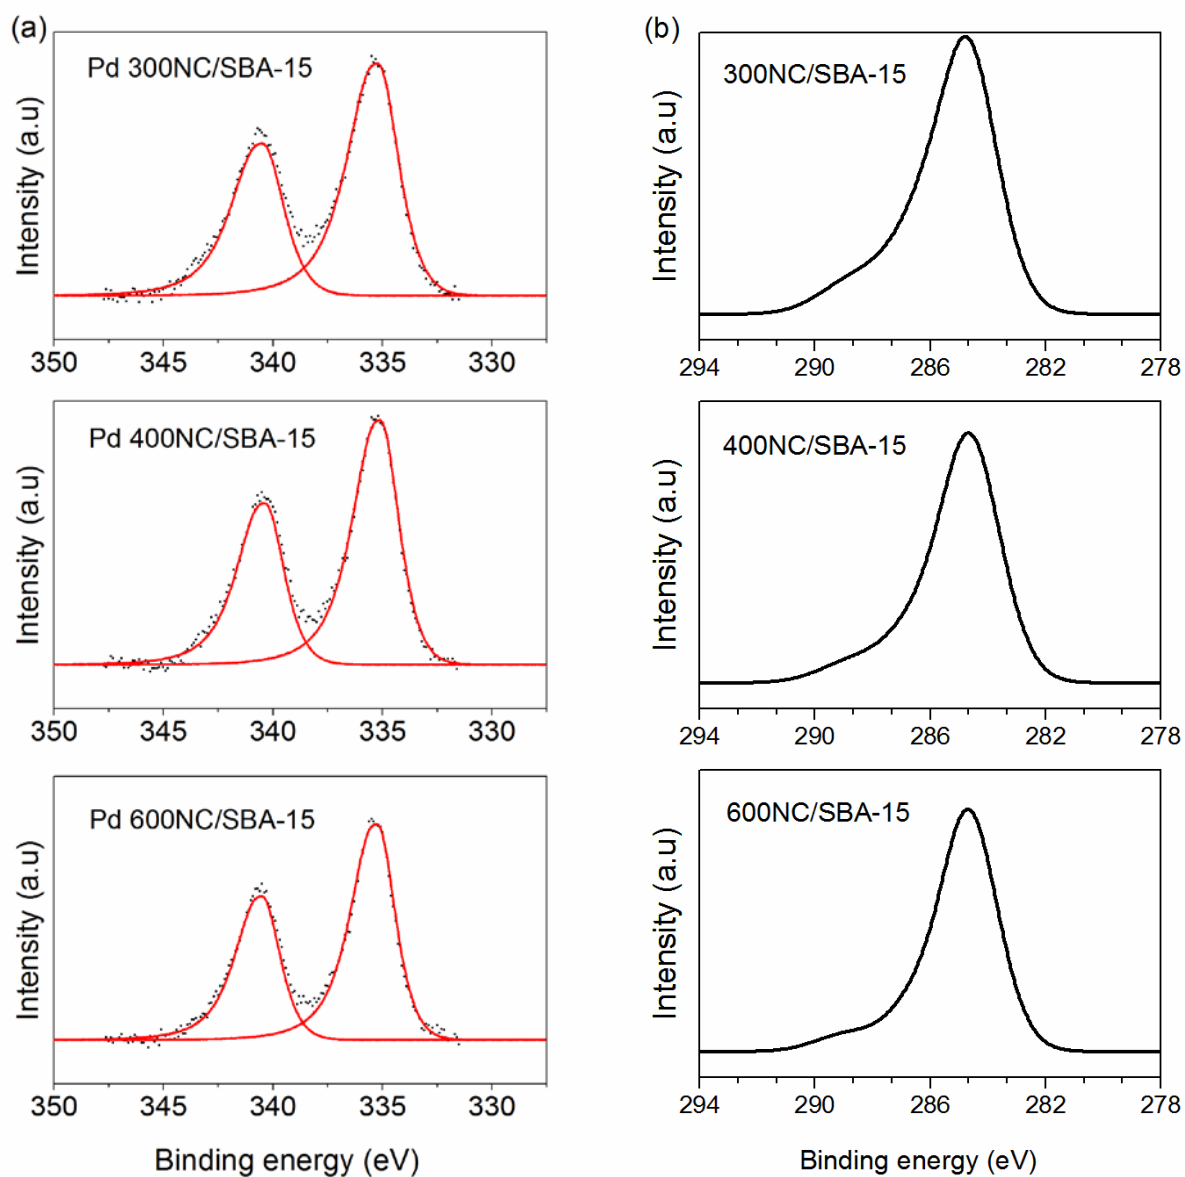 (a)
Pd 300NC/SBA-15
Intensity (a.u)
350 345 340 335 330
Pd 400NC/SBA-15
Intensity (a.u)
350 345 340 335 330
Pd 600NC/SBA-15
Intensity (a.u)
350 345 340 335 330
Binding energy (eV)
(b)
300NC/SBA-15
Intensity (a.u)
294 290 286 282 278
400NC/SBA-15
Intensity (a.u)
294 290 286 282 278
600NC/SBA-15
Intensity (a.u)
294 290 286 282 278
Binding energy (eV)